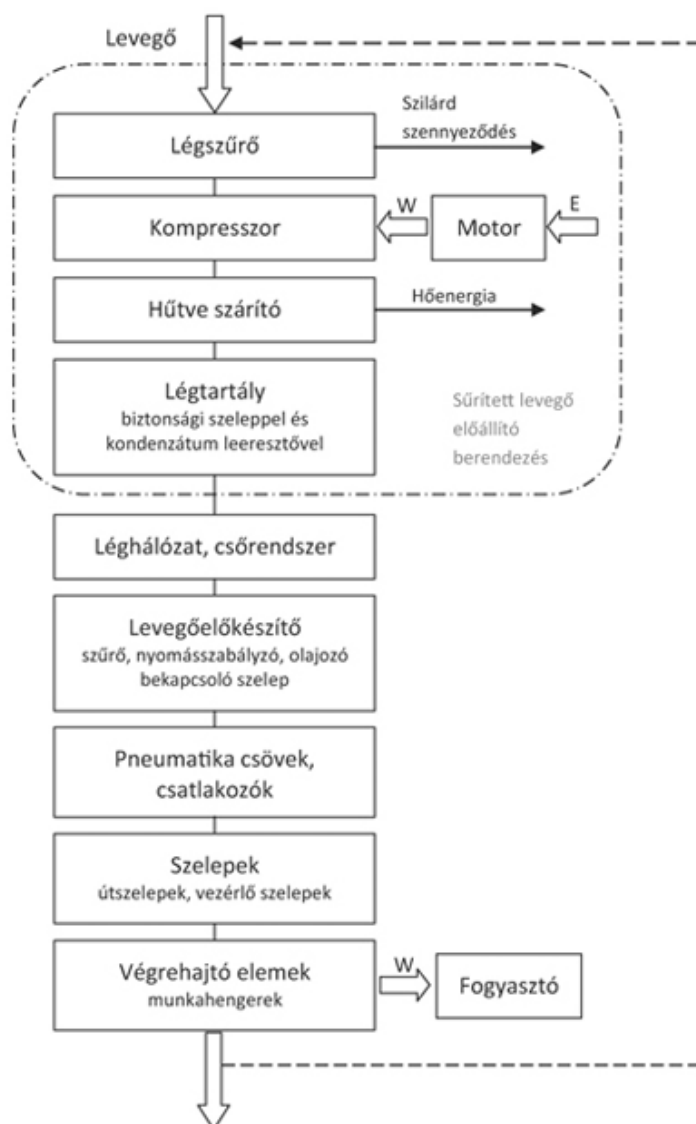 Levegő
Szilárd
szennyeződés
Légszűrő
W
E
Kompresszor
Motor
Hőenergia
Hűtve szárító
Légtartály
biztonsági szeleppel és
kondenzátum leeresztővel
Sűrített levegő
előállító
berendezés
Léghálózat, csőrendszer
Levegőelőkészítő
szűrő, nyomásszabályzó, olajozó
bekapcsoló szelep
Pneumatika csövek,
csatlakozók
Szelepek
útszelepek, vezérlő szelepek
Végrehajtó elemek
munkahengerek
W
Fogyasztó